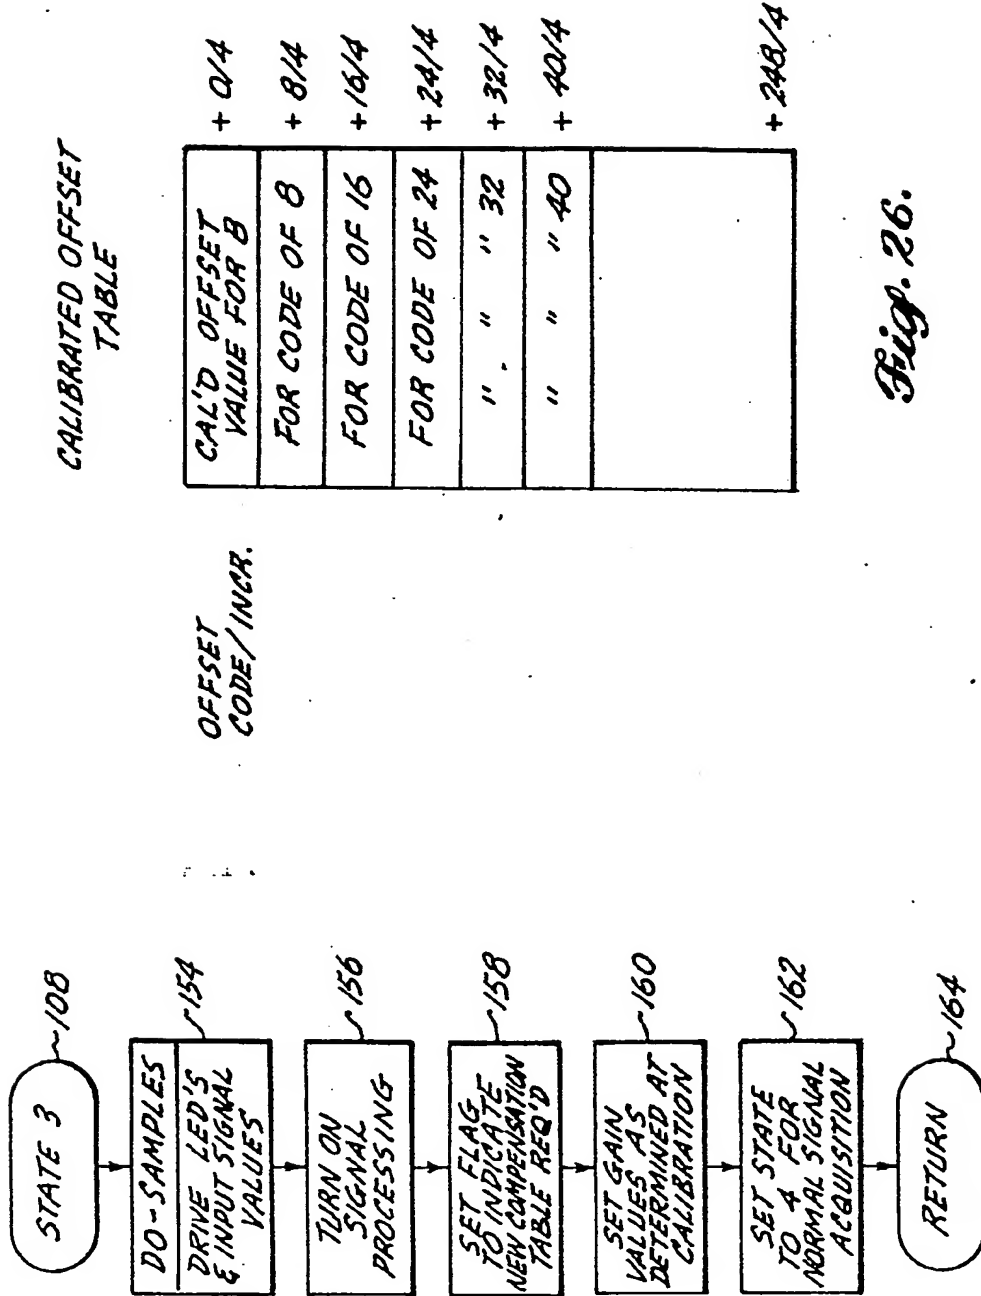 STATE 3
108
DO-SAMPLES
DRIVE LED'S
& INPUT SIGNAL
VALUES
154
TURN ON
SIGNAL
PROCESSING
156
SET FLAG
TO INDICATE
NEW COMPENSATION
TABLE REQ'D
158
SET GAIN
VALUES AS
DETERMINED AT
CALIBRATION
160
SET STATE
TO 4 FOR
NORMAL SIGNAL
ACQUISITION
162
RETURN
164
CALIBRATED OFFSET
TABLE
OFFSET
CODE/INCR.
CAL'D OFFSET
VALUE FOR B
+ 0/4
FOR CODE OF 8
+ 8/4
FOR CODE OF 16
+ 16/4
FOR CODE OF 24
+ 24/4
" " " 32
+ 32/4
" " " 40
+ 40/4
+ 248/4
Fig. 26.